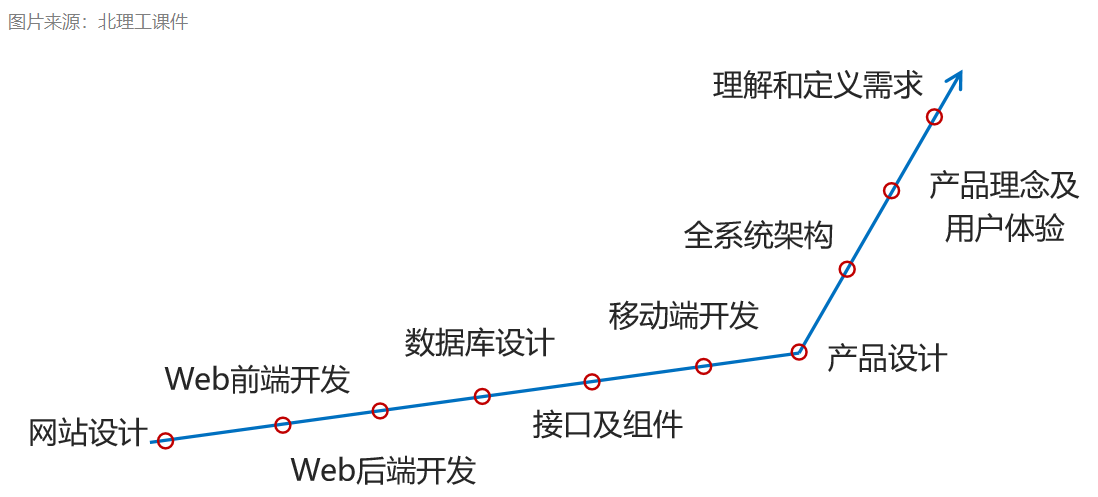 图片来源：北理工课件
理解和定义需求
产品理念及
用户体验
全系统架构
移动端开发
数据库设计
产品设计
Web前端开发
接口及组件
网站设计
Web后端开发